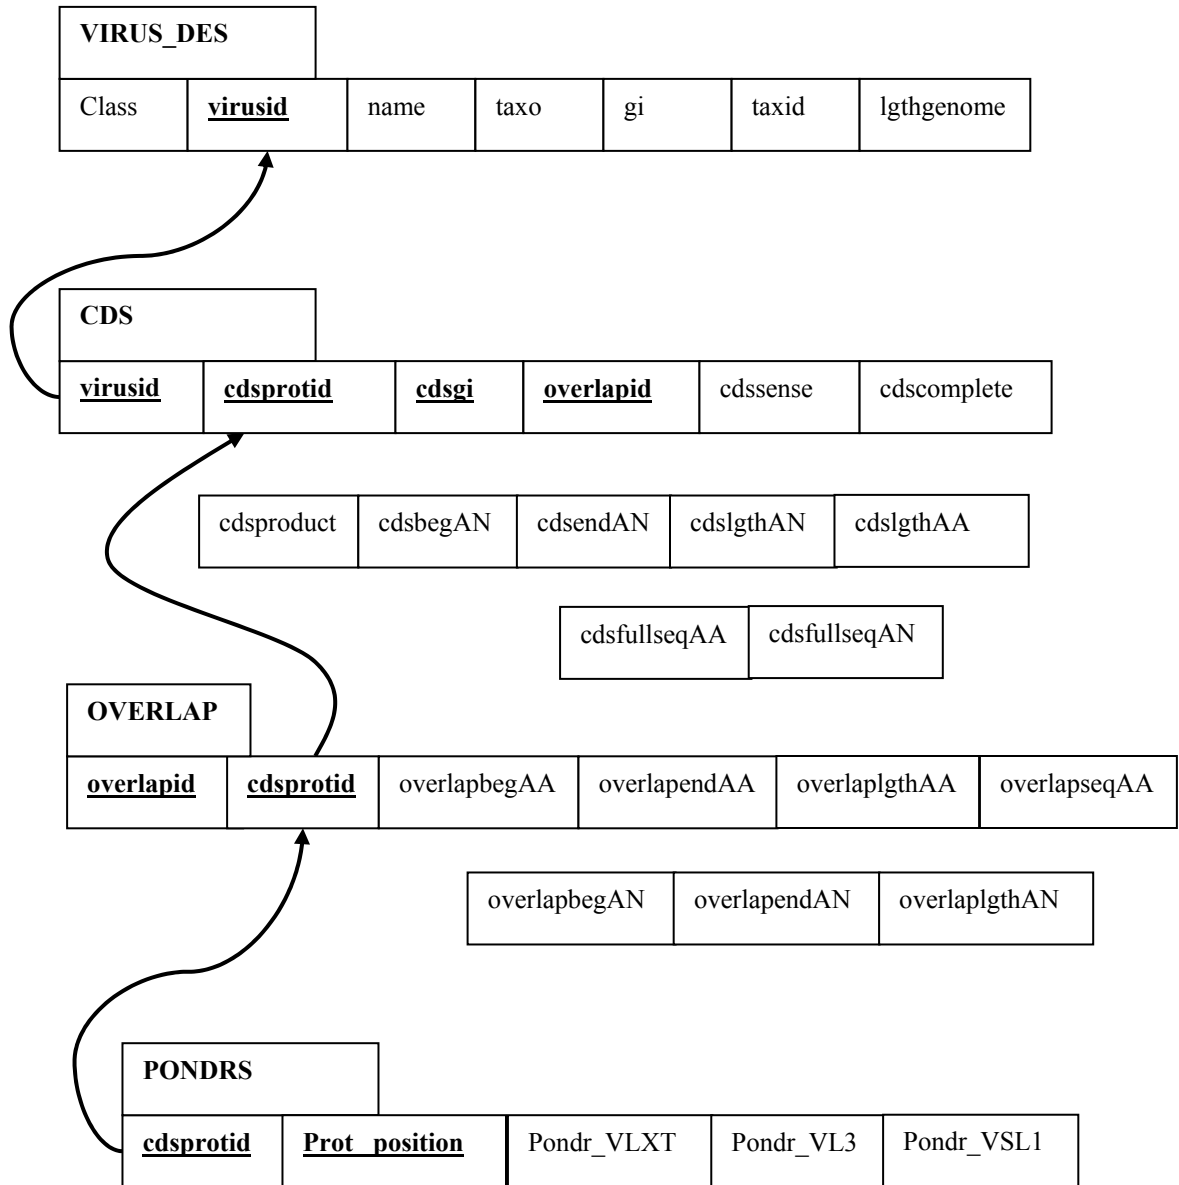 VIRUS_DES
Class virusid name taxo gi taxid lgthgenome
CDS
virusid cdsprotid cdsgi overlapid cdssense cdscomplete
cdsproduct cdsbegAN cdsendAN cdslgthAN cdslgthAA
cdsfullseqAA cdsfullseqAN
OVERLAP
overlapid cdsprotid overlapbegAA overlapendAA overlaplgthAA overlapseqAA
overlapbegAN overlapendAN overlaplgthAN
PONDRS
cdsprotid Prot_position Pondr_VLXT Pondr_VL3 Pondr_VSL1